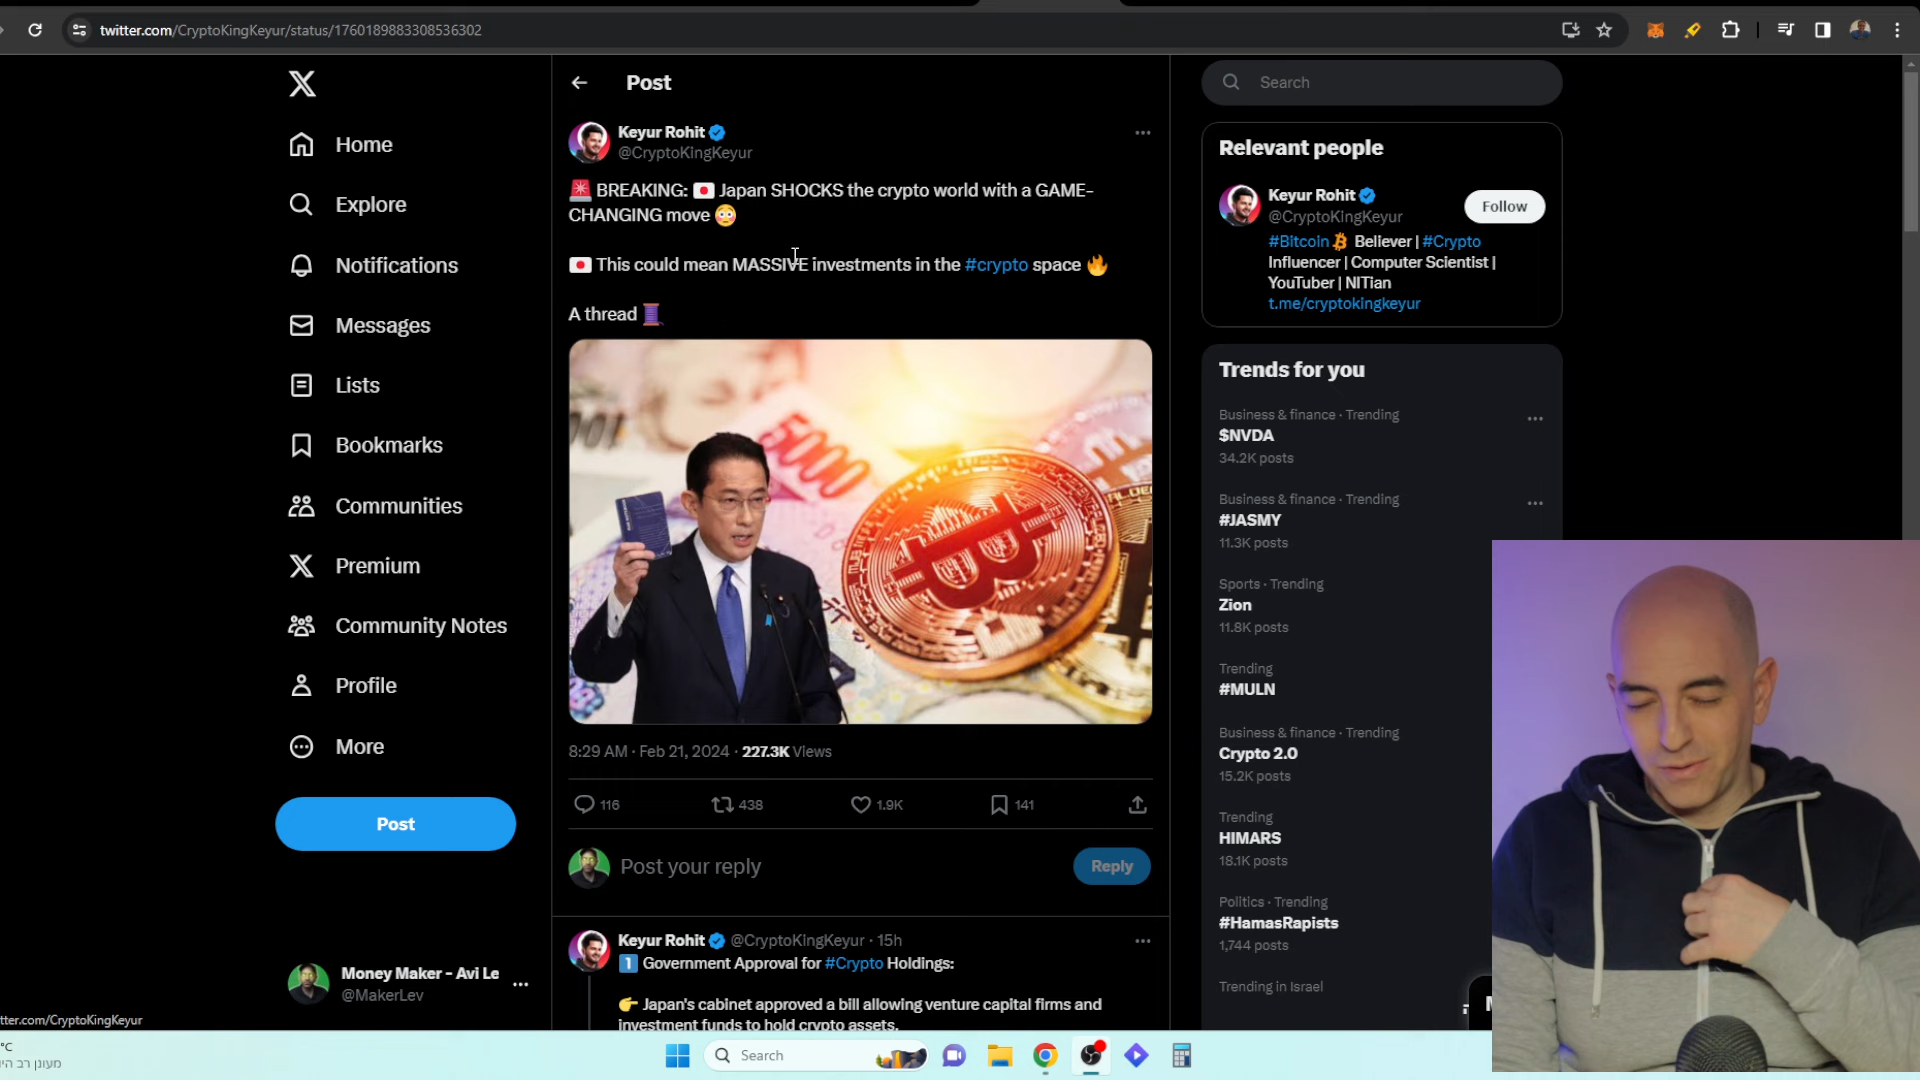 twitter.com/CryptoKingKeyur/status/1760189883308536302
Home
Explore
Notifications
Messages
Lists
Bookmarks
Communities
Premium
Community Notes
Profile
More
Post
Money Maker - Avi Le
@MakerLev
tter.com/CryptoKingKeyur
Post
Keyur Rohit
@CryptoKingKeyur
BREAKING: Japan SHOCKS the crypto world with a GAME-
CHANGING move
This could mean MASSIVE investments in the #crypto space
A thread
5000
8:29 AM · Feb 21, 2024 · 227.3K Views
116
438
1.9K
141
Post your reply
Reply
Keyur Rohit @CryptoKingKeyur · 15h
1 Government Approval for #Crypto Holdings:
Japan's cabinet approved a bill allowing venture capital firms and
investment funds to hold crypto assets.
Search
Relevant people
Keyur Rohit
@CryptoKingKeyur
Follow
#Bitcoin Believer | #Crypto
Influencer | Computer Scientist |
YouTuber | NITian
t.me/cryptokingkeyur
Trends for you
Business & finance · Trending
$NVDA
34.2K posts
Business & finance · Trending
#JASMY
11.3K posts
Sports · Trending
Zion
11.8K posts
Trending
#MULN
Business & finance · Trending
Crypto 2.0
15.2K posts
Trending
HIMARS
18.1K posts
Politics · Trending
#HamasRapists
1,744 posts
Trending in Israel
°C
מעונן רב הי
Search